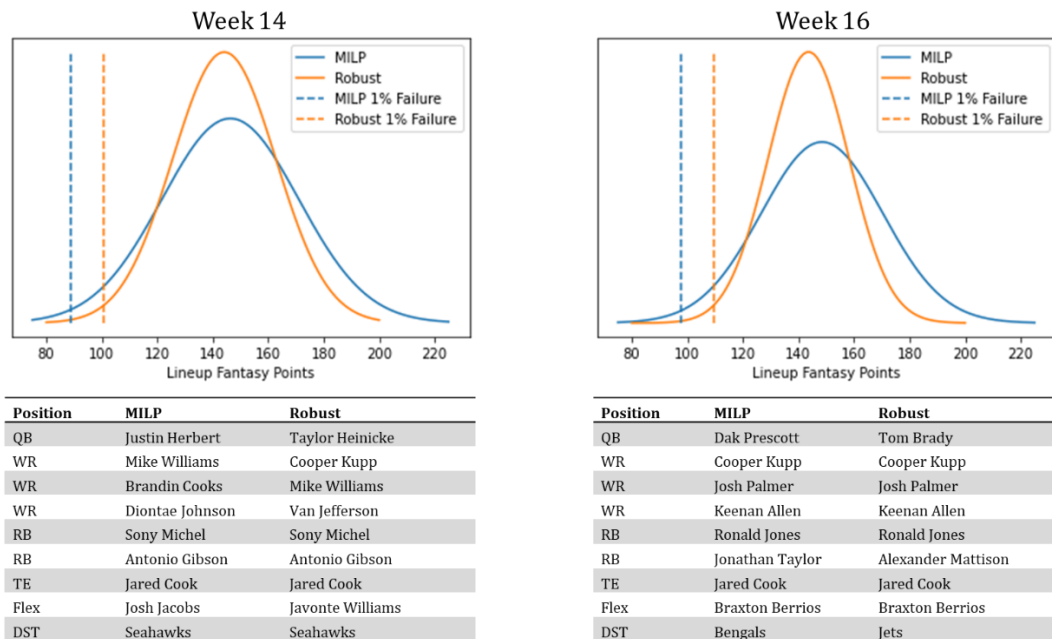 Week 14
MILP
Robust
MILP 1% Failure
Robust 1% Failure
80 100 120 140 160 180 200 220
Lineup Fantasy Points
Position MILP Robust
QB Justin Herbert Taylor Heinicke
WR Mike Williams Cooper Kupp
WR Brandin Cooks Mike Williams
WR Diontae Johnson Van Jefferson
RB Sony Michel Sony Michel
RB Antonio Gibson Antonio Gibson
TE Jared Cook Jared Cook
Flex Josh Jacobs Javonte Williams
DST Seahawks Seahawks
Week 16
MILP
Robust
MILP 1% Failure
Robust 1% Failure
80 100 120 140 160 180 200 220
Lineup Fantasy Points
Position MILP Robust
QB Dak Prescott Tom Brady
WR Cooper Kupp Cooper Kupp
WR Josh Palmer Josh Palmer
WR Keenan Allen Keenan Allen
RB Ronald Jones Ronald Jones
RB Jonathan Taylor Alexander Mattison
TE Jared Cook Jared Cook
Flex Braxton Berrios Braxton Berrios
DST Bengals Jets